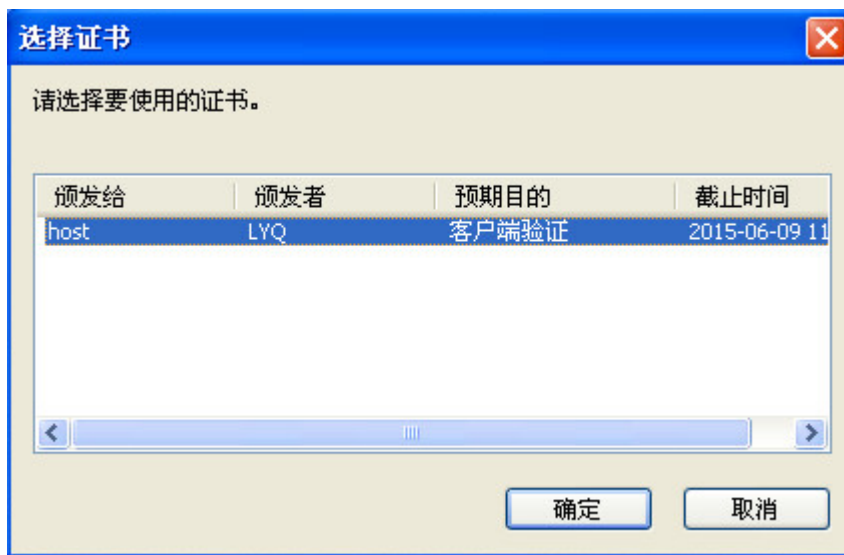 选择证书
请选择要使用的证书。
颁发给 颁发者 预期目的 截止时间
host LYQ 客户端验证 2015-06-09 11
确定 取消